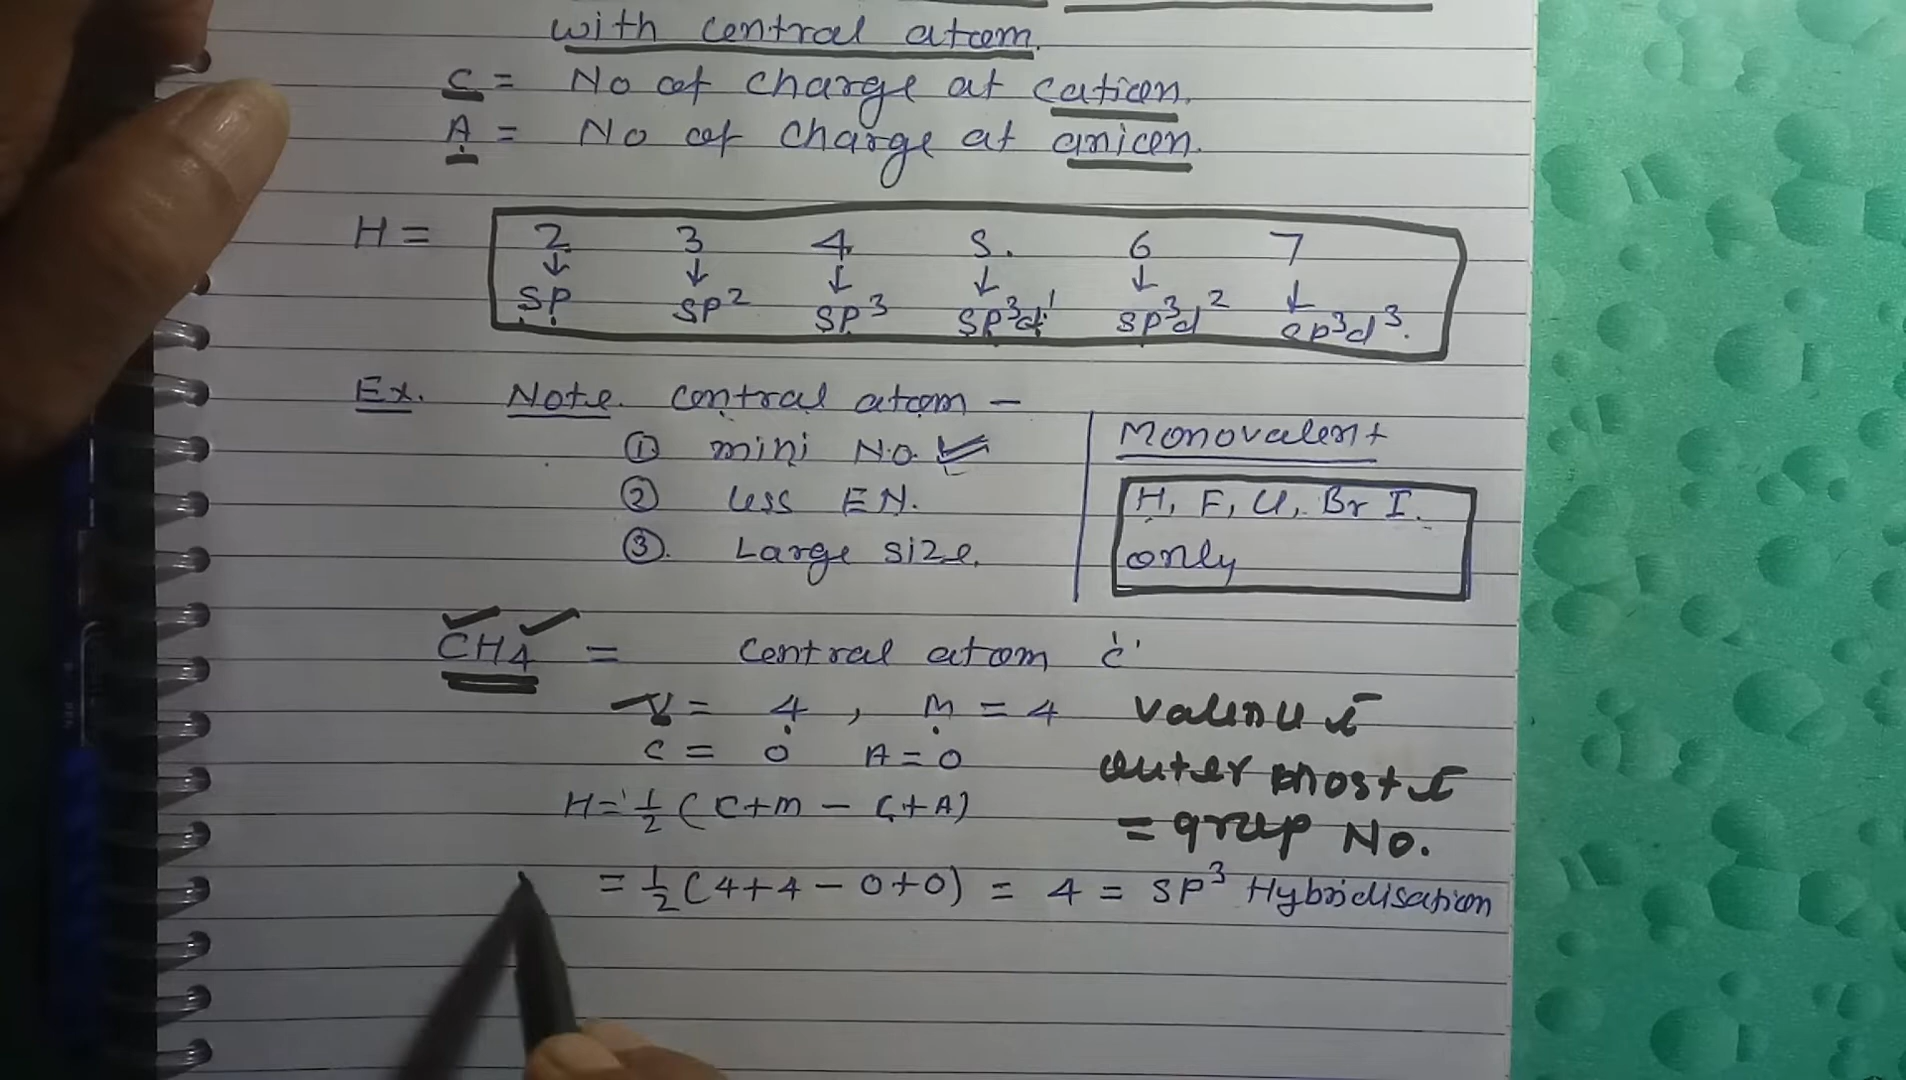 with central atom.
C = No of charge at cation.
A = No of charge at anion.
H = 2 3 4 5. 6 7
↓ ↓ ↓ ↓ ↓ ↓
SP SP² SP³ SP³d¹ SP³d² SP³d³.
Ex. Note. central atom –
① mini No.
② less EN.
③. Large size.
Monovalent
H, F, Cl, Br I.
only
CH4 = Central atom 'c'
V = 4, M = 4
C = 0 A = 0
H = ½ (C+M – C+A)
= ½ (4+4 – 0+0) = 4 = SP³ Hybridisation
Valence ē
outer most ē
= group No.